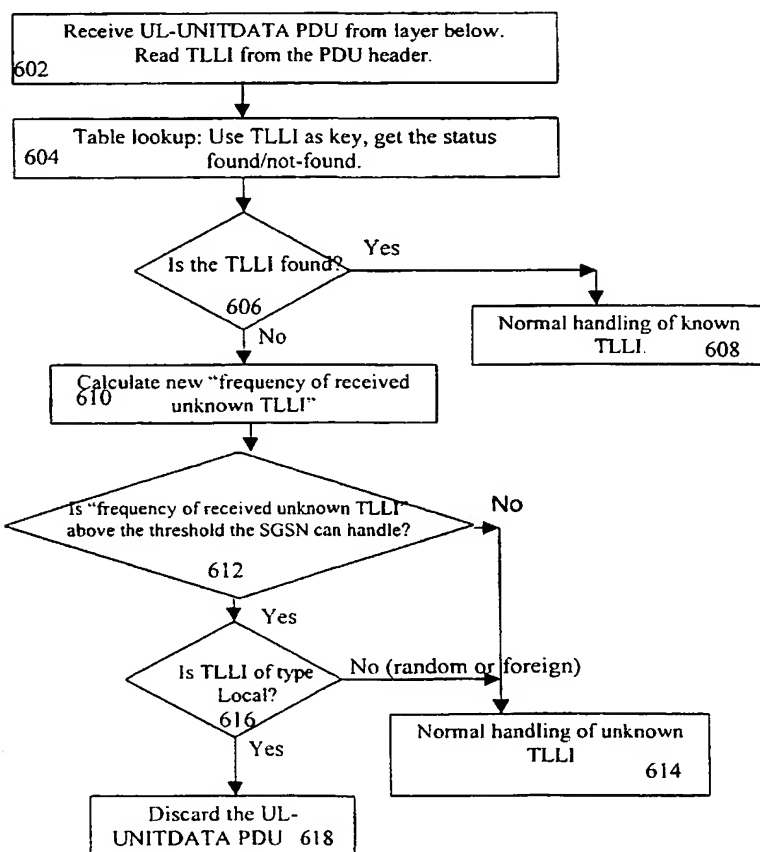 Receive UL-UNITDATA PDU from layer below.
Read TLLI from the PDU header.
602
Table lookup: Use TLLI as key, get the status
604
found/not-found.
Is the TLLI found?
Yes
606
No
Normal handling of known
TLLI.
608
Calculate new "frequency of received
610
unknown TLLI"
Is "frequency of received unknown TLLI"
above the threshold the SGSN can handle?
No
612
Yes
Is TLLI of type
Local?
No (random or foreign)
616
Yes
Normal handling of unknown
TLLI
614
Discard the UL-
UNITDATA PDU 618